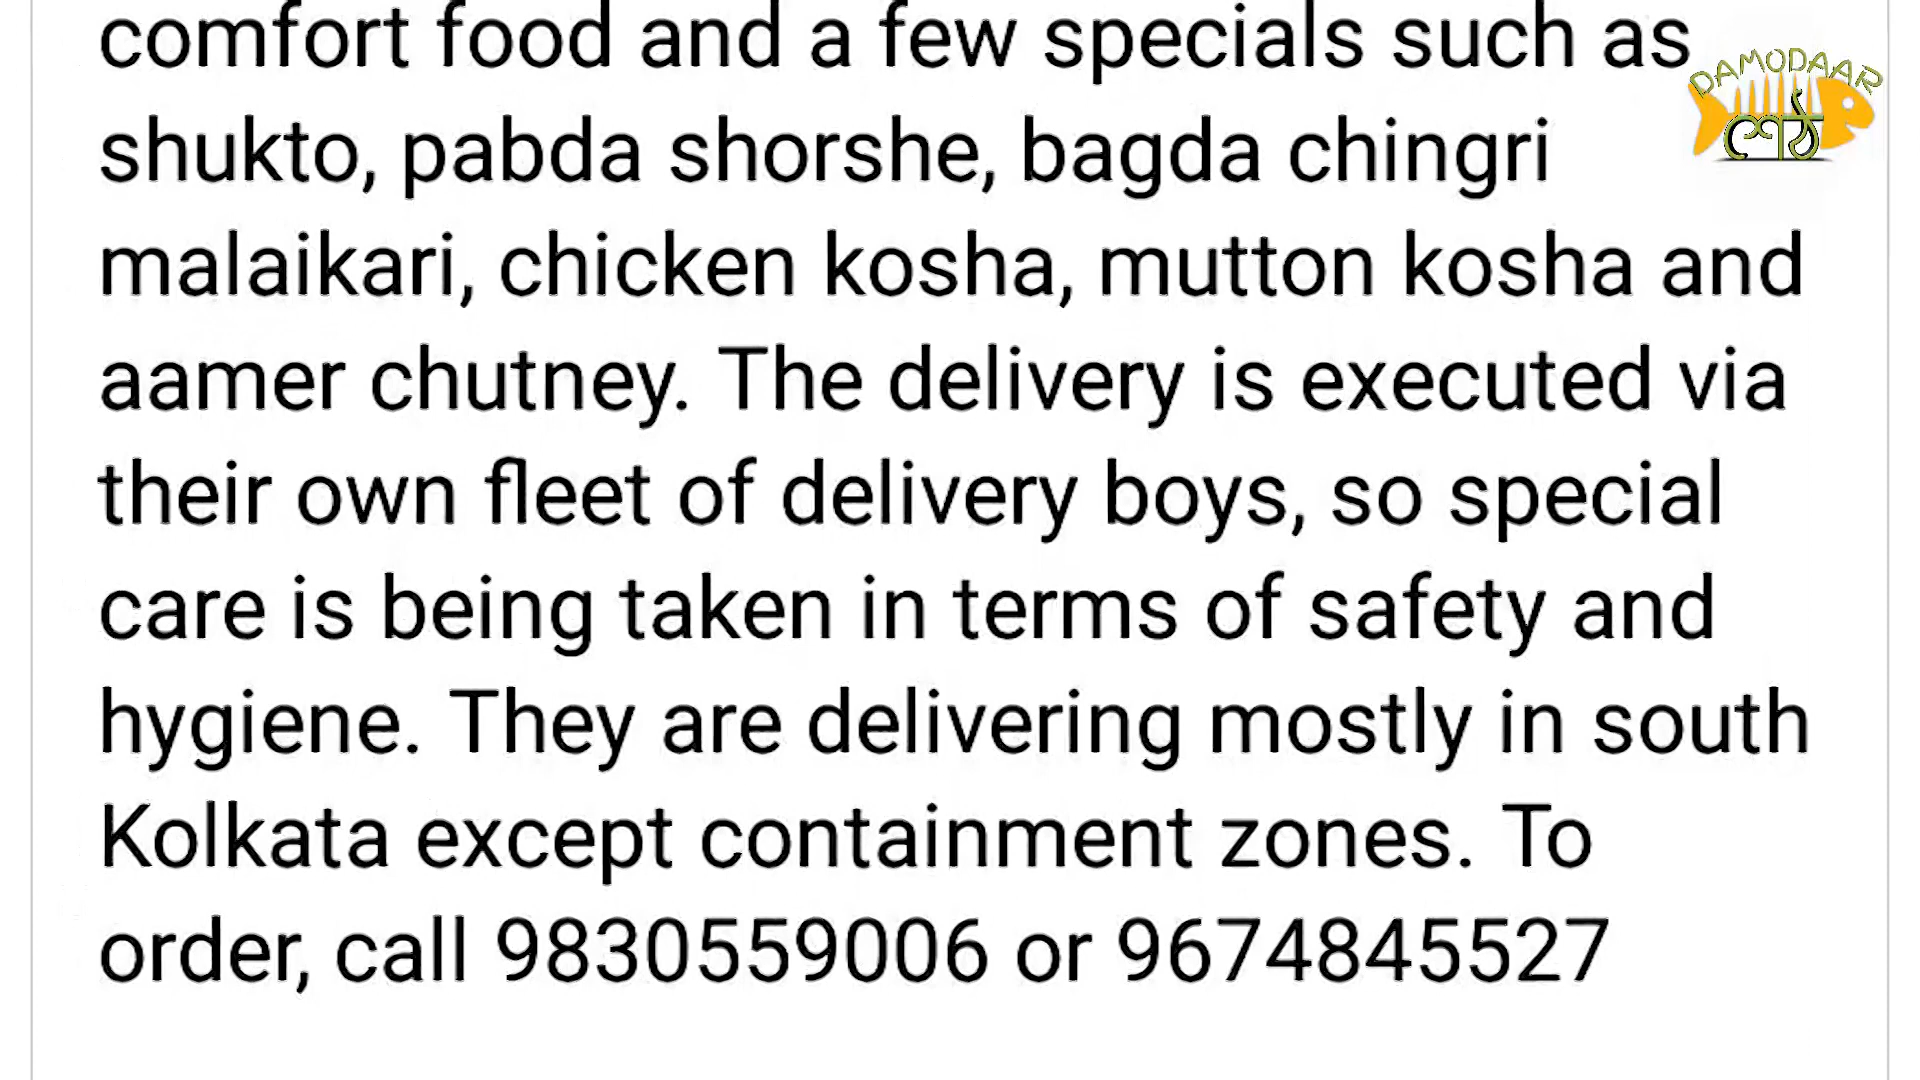 comfort food and a few specials such as
DAMODAAR
shukto, pabda shorshe, bagda chingri
malaikari, chicken kosha, mutton kosha and
aamer chutney. The delivery is executed via
their own fleet of delivery boys, so special
care is being taken in terms of safety and
hygiene. They are delivering mostly in south
Kolkata except containment zones. To
order, call 9830559006 or 9674845527